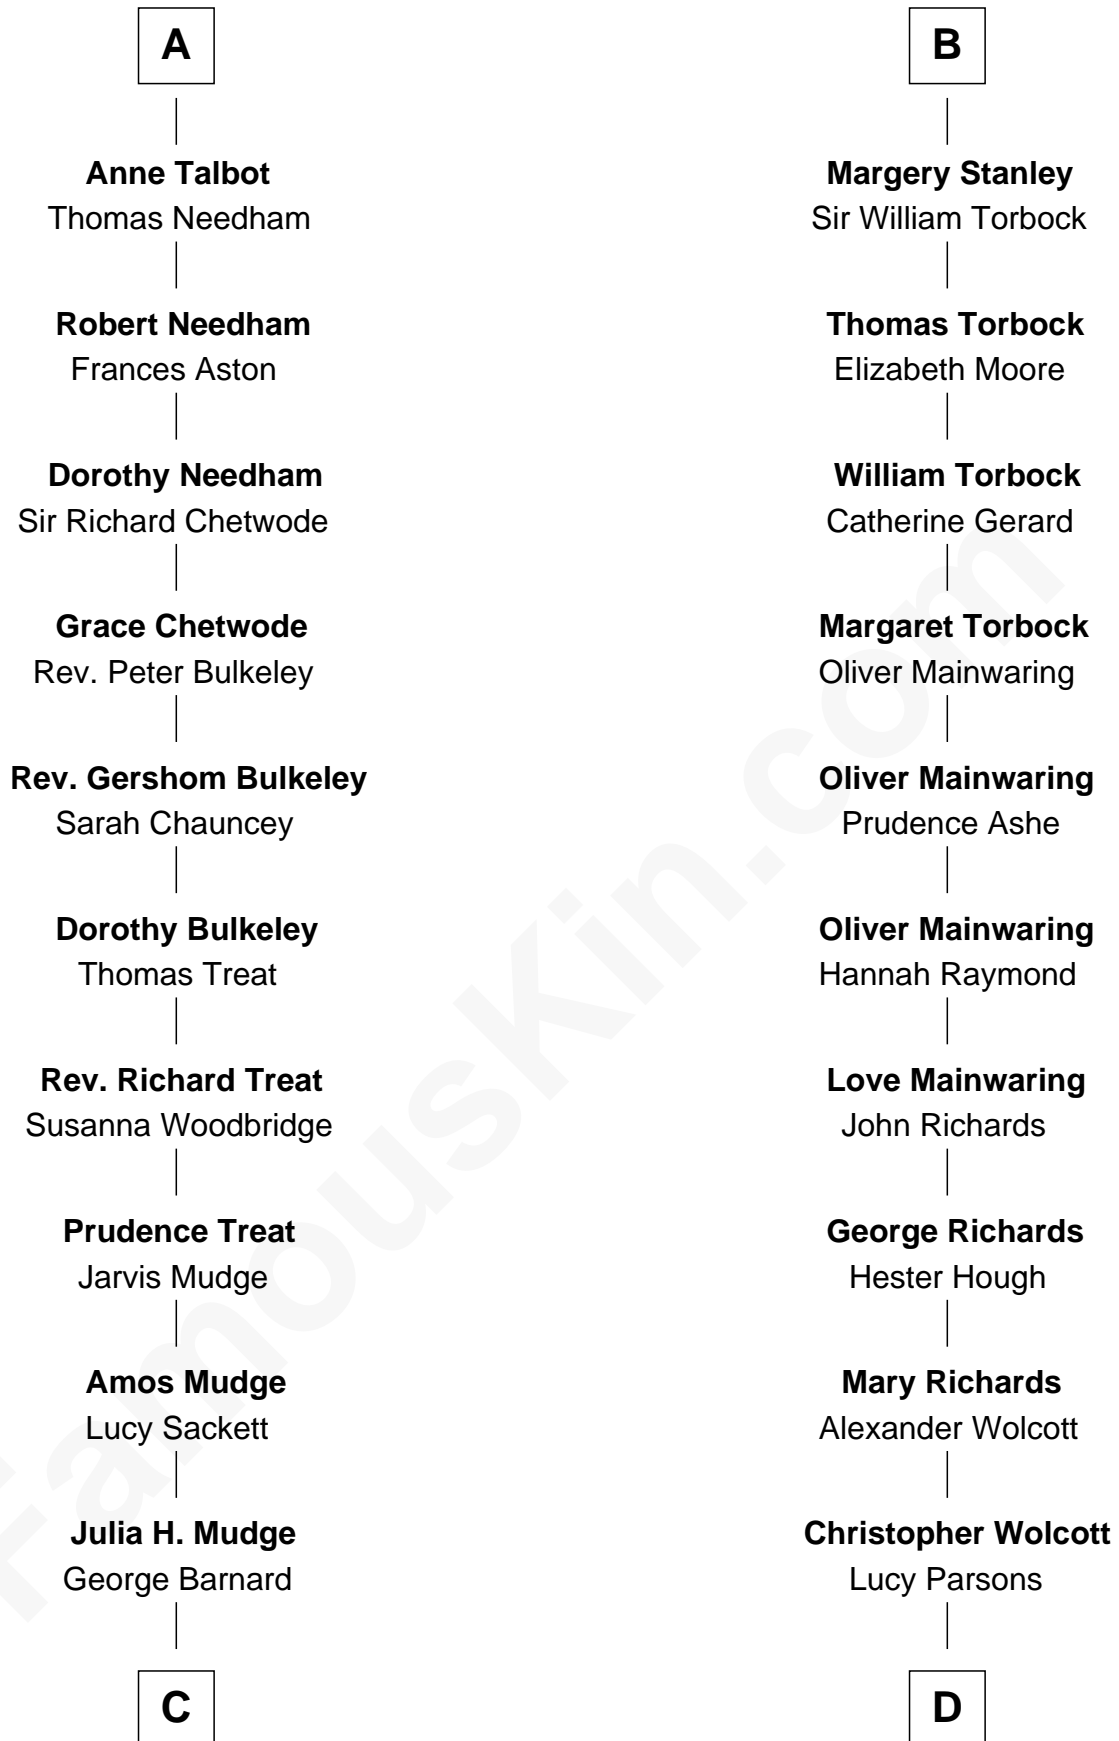 A
Anne Talbot
Thomas Needham
Robert Needham
Frances Aston
Dorothy Needham
Sir Richard Chetwode
Grace Chetwode
Rev. Peter Bulkeley
Rev. Gershom Bulkeley
Sarah Chauncey
Dorothy Bulkeley
Thomas Treat
Rev. Richard Treat
Susanna Woodbridge
Prudence Treat
Jarvis Mudge
Amos Mudge
Lucy Sackett
Julia H. Mudge
George Barnard
C
B
Margery Stanley
Sir William Torbock
Thomas Torbock
Elizabeth Moore
William Torbock
Catherine Gerard
Margaret Torbock
Oliver Mainwaring
Oliver Mainwaring
Prudence Ashe
Oliver Mainwaring
Hannah Raymond
Love Mainwaring
John Richards
George Richards
Hester Hough
Mary Richards
Alexander Wolcott
Christopher Wolcott
Lucy Parsons
D
FamousKin.com